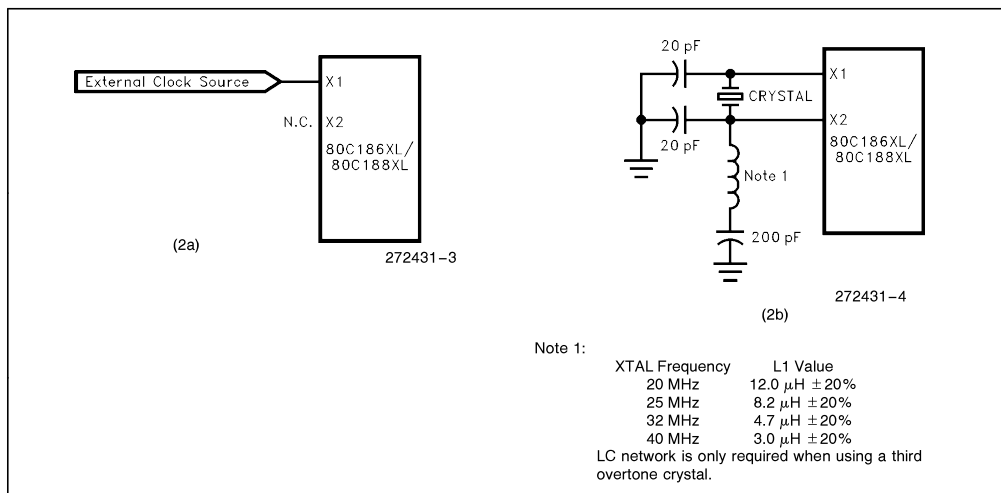 External Clock Source
X1
N.C.
X2
80C186XL/
80C188XL
(2a)
272431–3
20 pF
X1
CRYSTAL
X2
20 pF
80C186XL/
80C188XL
Note 1
200 pF
272431–4
(2b)
Note 1:
XTAL Frequency L1 Value
20 MHz 12.0 μH ±20%
25 MHz 8.2 μH ±20%
32 MHz 4.7 μH ±20%
40 MHz 3.0 μH ±20%
LC network is only required when using a third
overtone crystal.